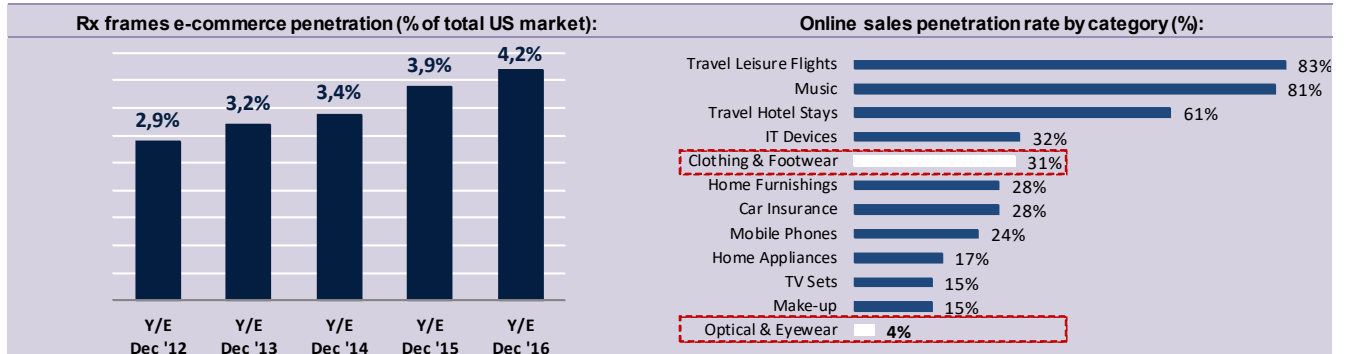 Rx frames e-commerce penetration (% of total US market):
2,9%
3,2%
3,4%
3,9%
4,2%
Y/E Dec '12
Y/E Dec '13
Y/E Dec '14
Y/E Dec '15
Y/E Dec '16
Online sales penetration rate by category (%):
Travel Leisure Flights 83%
Music 81%
Travel Hotel Stays 61%
IT Devices 32%
Clothing & Footwear 31%
Home Furnishings 28%
Car Insurance 28%
Mobile Phones 24%
Home Appliances 17%
TV Sets 15%
Make-up 15%
Optical & Eyewear 4%